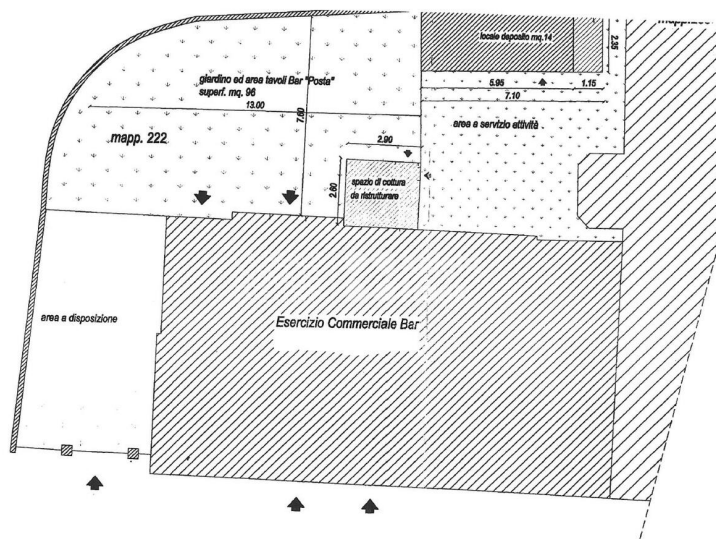 locale deposito mq.14
2.35
5.95
1.15
7.10
giardino ed area tavoli Bar "Posta"
superf. mq. 96
13.00
7.60
area a servizio attività
mapp. 222
2.90
2.60
spazio di cottura
da ristrutturare
area a disposizione
Esercizio Commerciale Bar